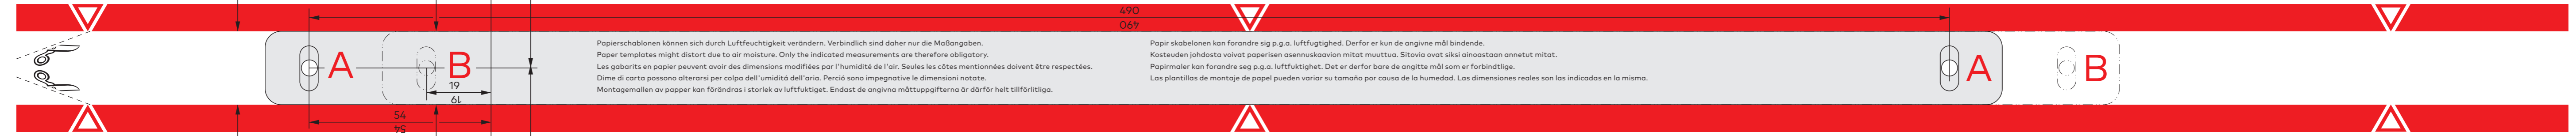 490
490
A
B
19
19
54
54
Papierschablonen können sich durch Luftfeuchtigkeit verändern. Verbindlich sind daher nur die Maßangaben.
Paper templates might distort due to air moisture. Only the indicated measurements are therefore obligatory.
Les gabarits en papier peuvent avoir des dimensions modifiées par l'humidité de l'air. Seules les côtes mentionnées doivent être respectées.
Dime di carta possono alterarsi per colpa dell'umidità dell'aria. Perció sono impegnative le dimensioni notate.
Montagemallen av papper kan förändras i storlek av luftfuktiget. Endast de angivna måttuppgifterna är därför helt tillförlitliga.
Papir skabelonen kan forandre sig p.g.a. luftfugtighed. Derfor er kun de angivne mål bindende.
Kosteuden johdosta voivat paperisen asennuskaavion mitat muuttua. Sitovia ovat siksi ainoastaan annetut mitat.
Papirmaler kan forandre seg p.g.a. luftfuktighet. Det er derfor bare de angitte mål som er forbindtlige.
Las plantillas de montaje de papel pueden variar su tamaño por causa de la humedad. Las dimensiones reales son las indicadas en la misma.
A
B